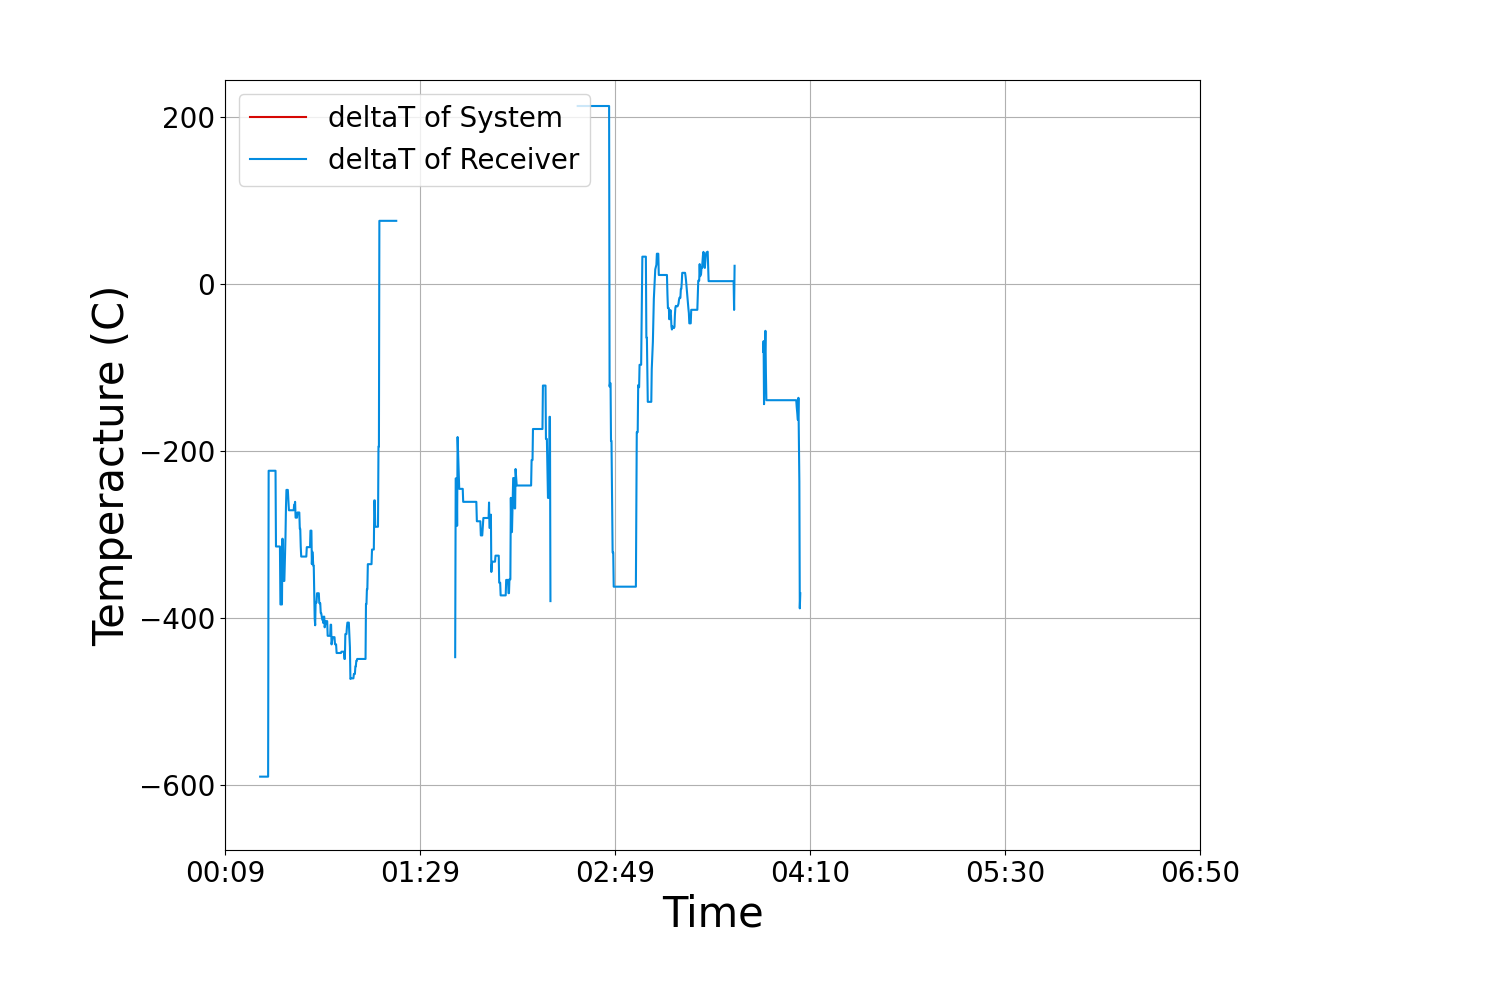 deltaT of System
deltaT of Receiver
200
0
−200
−400
−600
Temperacture (C)
00:09 01:29 02:49 04:10 05:30 06:50
Time